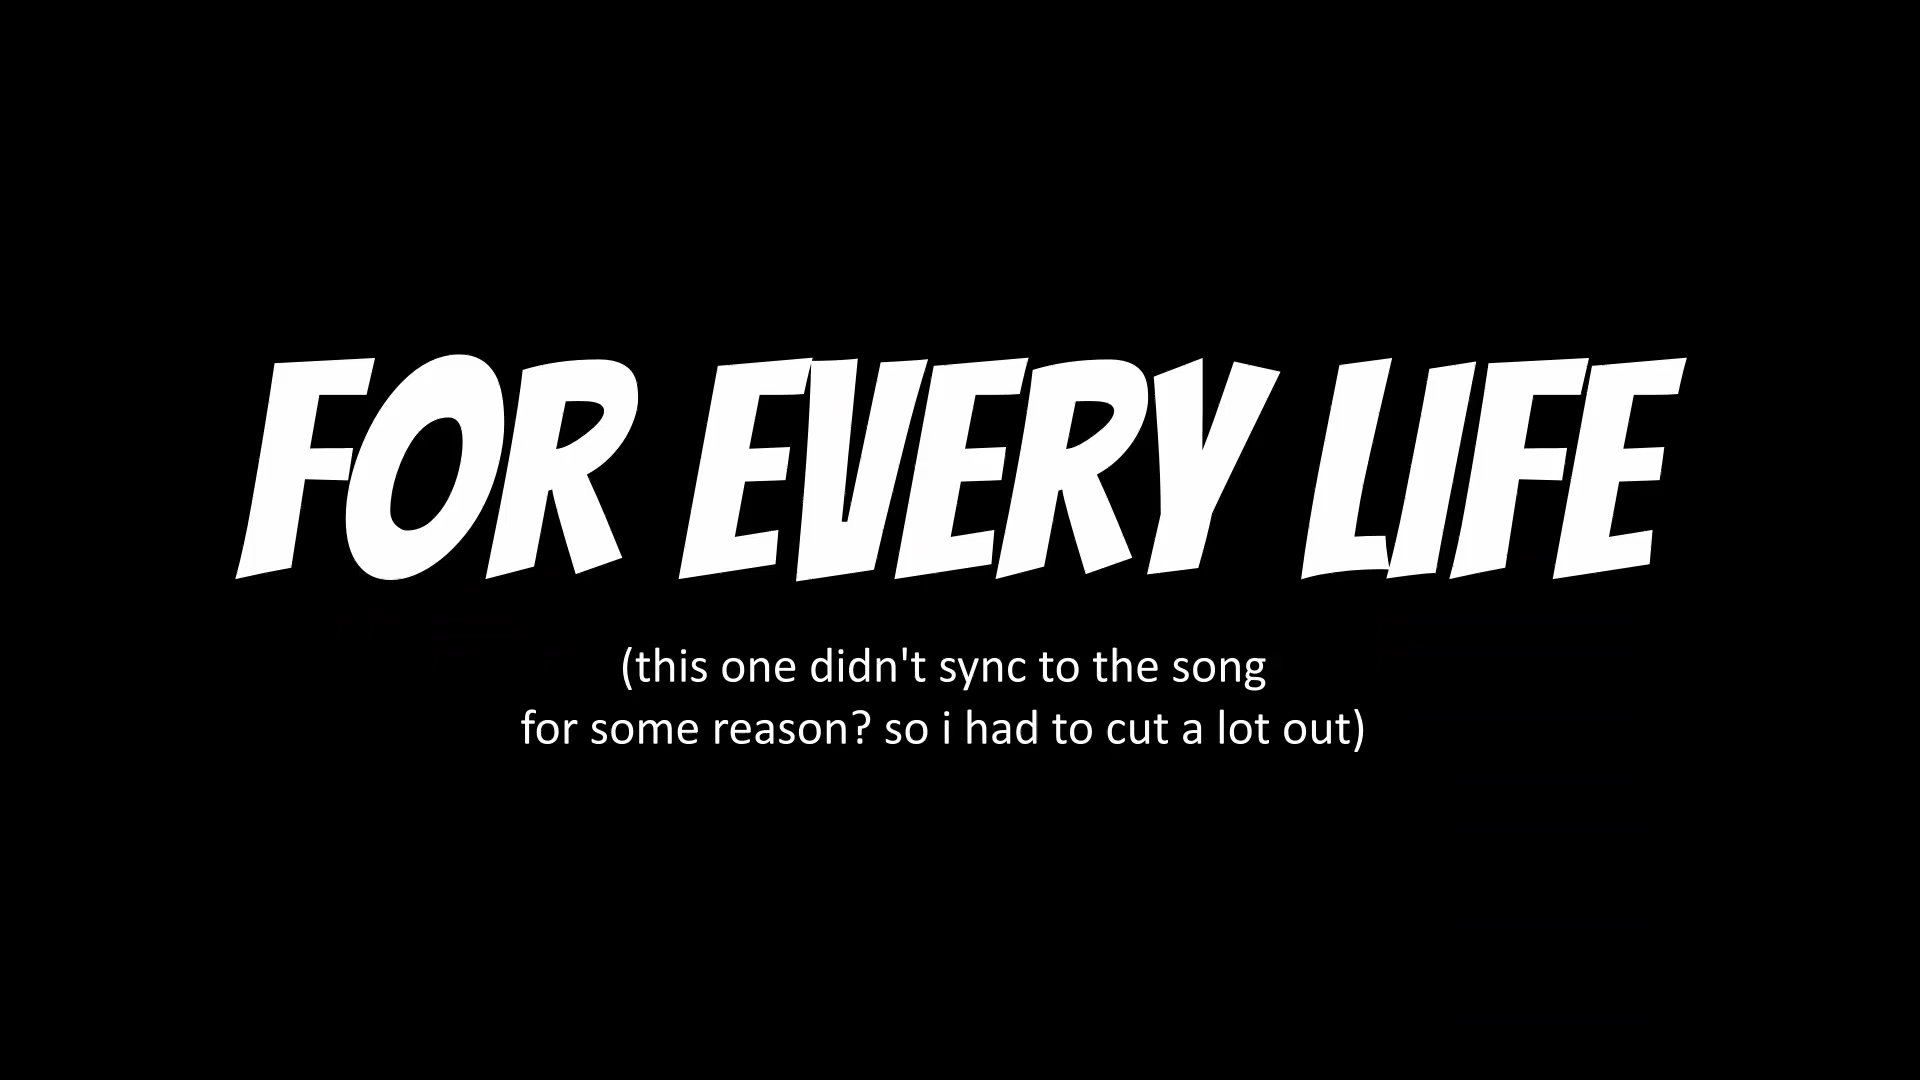 FOR EVERY LIFE
(this one didn't sync to the song
for some reason? so i had to cut a lot out)